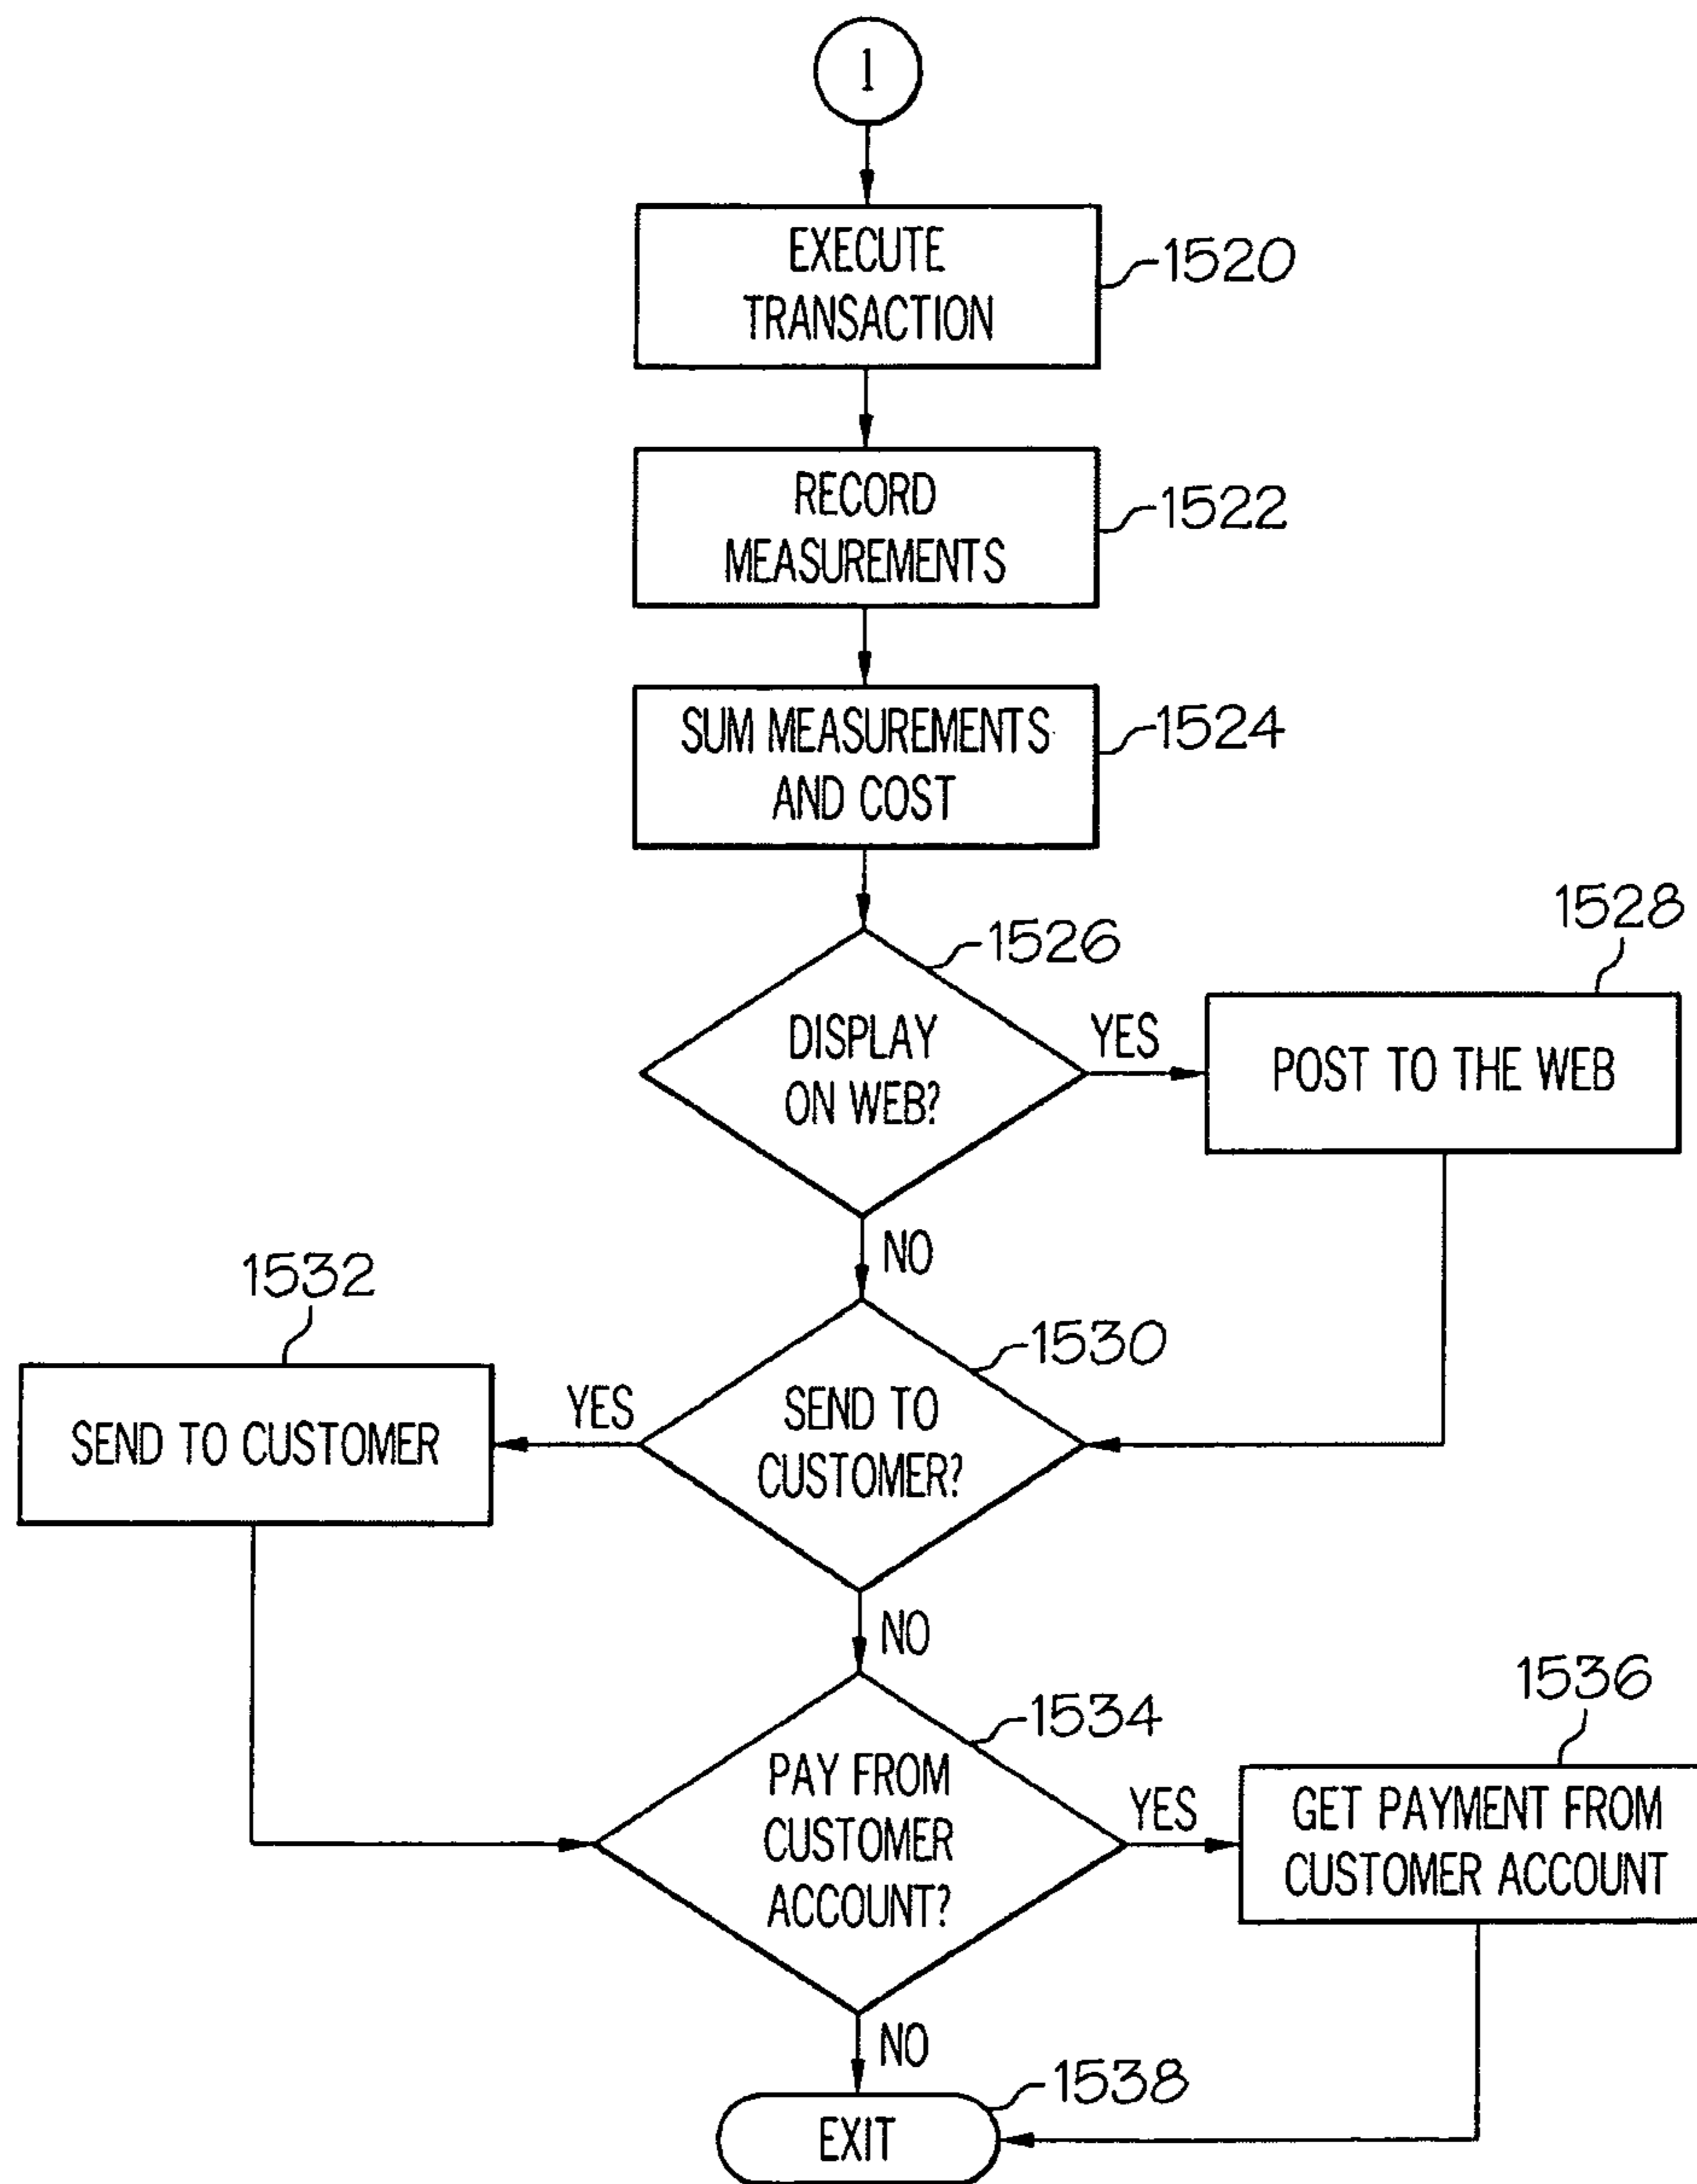 1
EXECUTE
TRANSACTION
1520
RECORD
MEASUREMENTS
1522
SUM MEASUREMENTS
AND COST
1524
1526
DISPLAY
ON WEB?
YES
1528
POST TO THE WEB
NO
1530
SEND TO
CUSTOMER?
YES
1532
SEND TO CUSTOMER
NO
1534
PAY FROM
CUSTOMER
ACCOUNT?
YES
1536
GET PAYMENT FROM
CUSTOMER ACCOUNT
NO
1538
EXIT